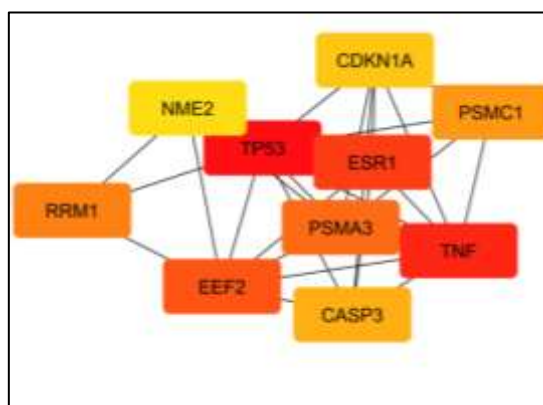 CDKN1A
NME2
PSMC1
TP53
ESR1
RRM1
PSMA3
TNF
EEF2
CASP3